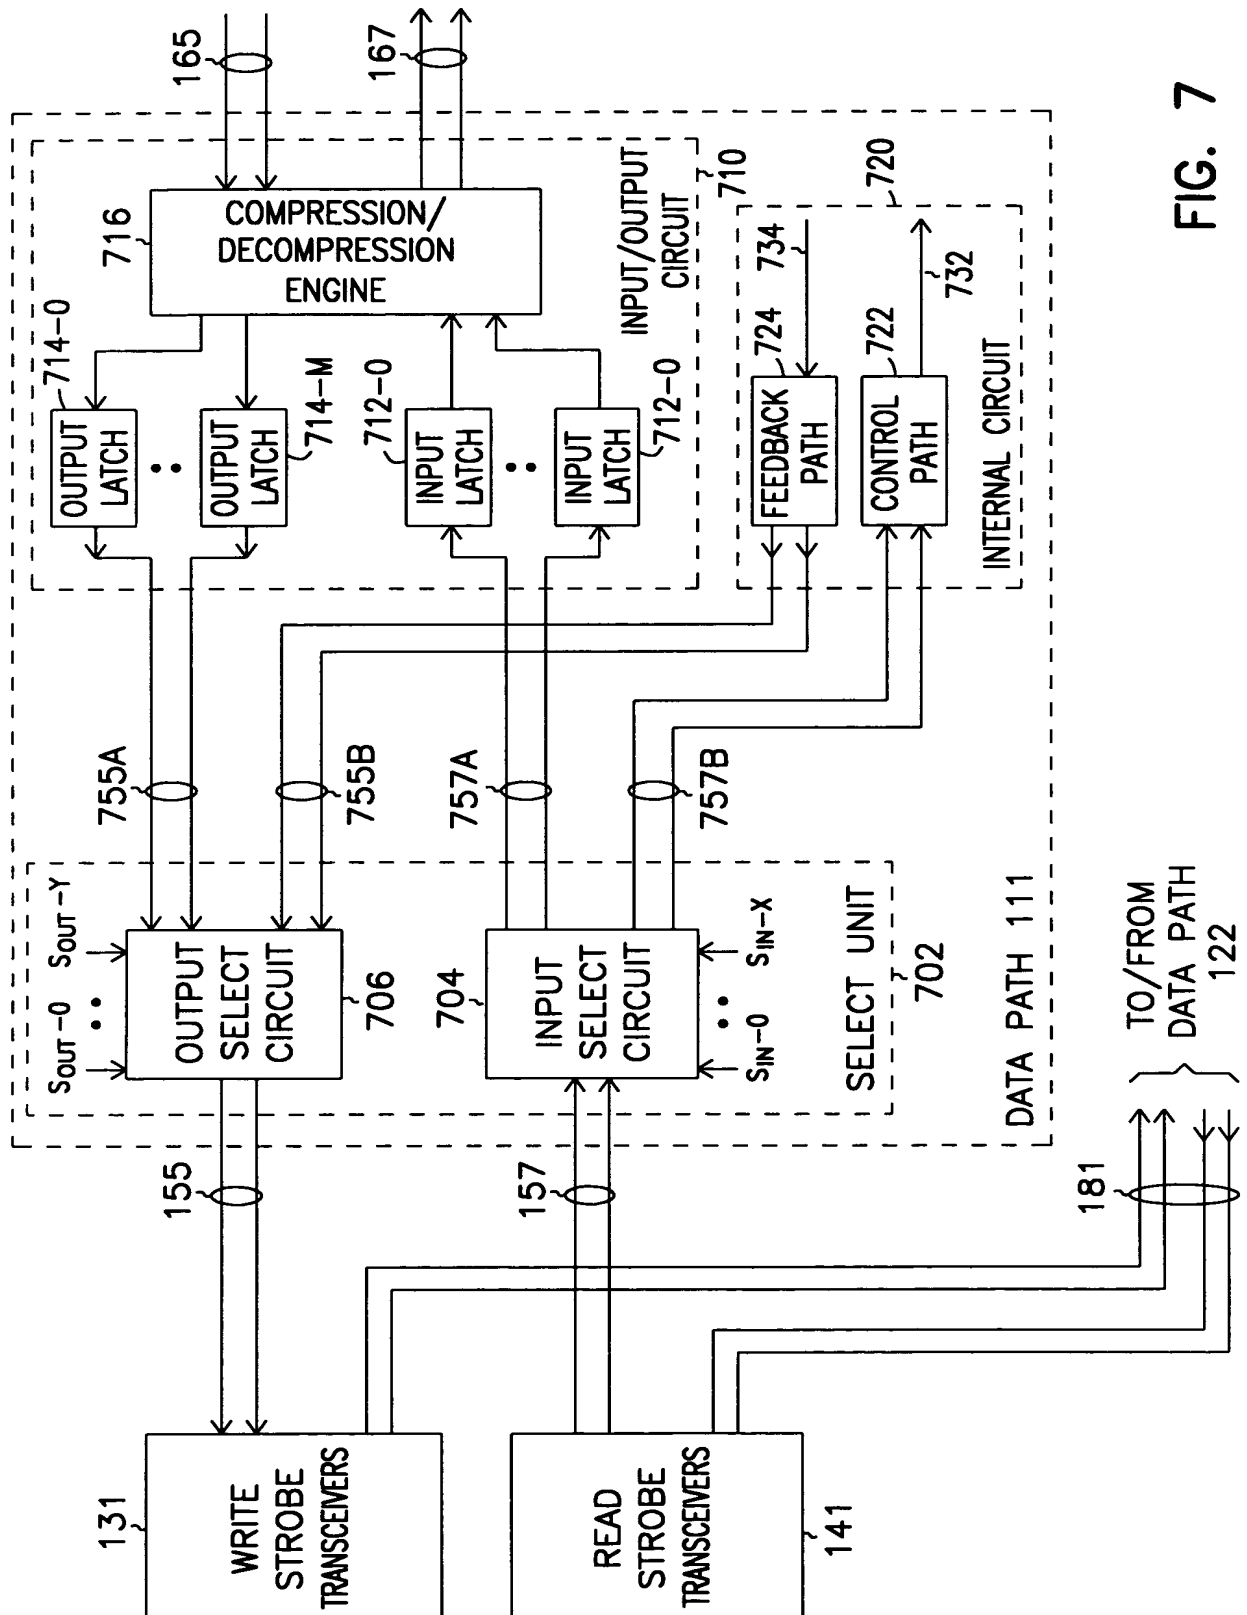 165
167
716
COMPRESSION/
DECOMPRESSION
ENGINE
INPUT/OUTPUT
CIRCUIT
710
714-0
OUTPUT
LATCH
714-M
OUTPUT
LATCH
712-0
INPUT
LATCH
712-0
INPUT
LATCH
720
734
732
724
FEEDBACK
PATH
722
CONTROL
PATH
INTERNAL CIRCUIT
755A
755B
757A
757B
SOUT-0
SOUT-Y
OUTPUT
SELECT
CIRCUIT
706
704
INPUT
SELECT
CIRCUIT
SIN-0
SIN-X
SELECT UNIT
702
DATA PATH 111
155
157
181
TO/FROM
DATA PATH
122
131
WRITE
STROBE
TRANSCEIVERS
READ
STROBE
TRANSCEIVERS
141
FIG. 7